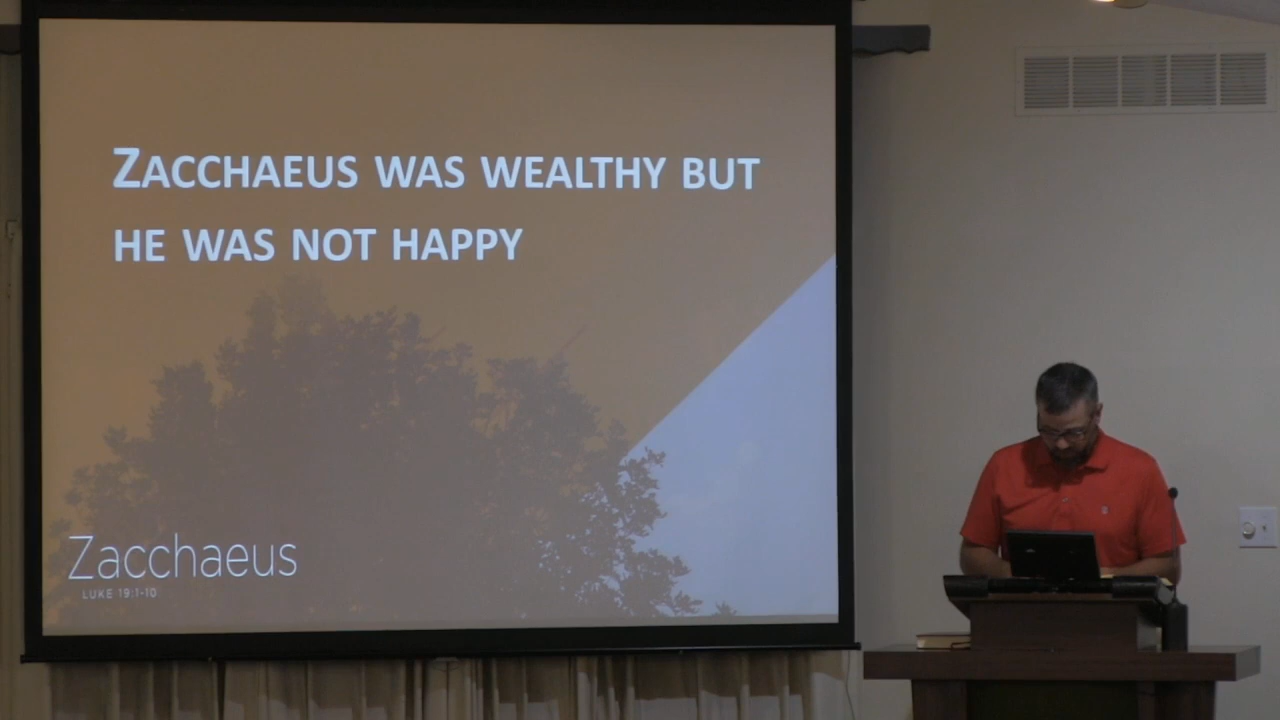 ZACCHAEUS WAS WEALTHY BUT
HE WAS NOT HAPPY
Zacchaeus
LUKE 19:1-10